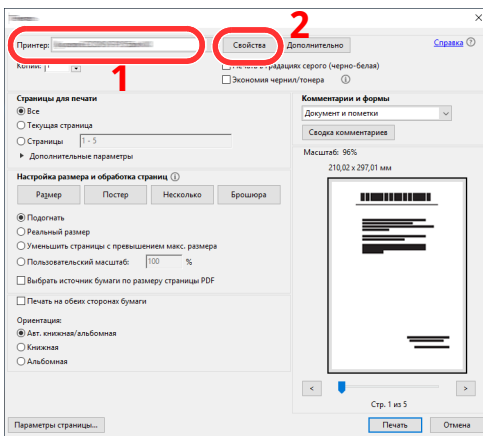 2
Принтер:
Свойства
Дополнительно
Справка
1
Копии: 1
Печать в градациях серого (черно-белая)
Экономия чернил/тонера
Страницы для печати
Все
Текущая страница
Страницы 1 - 5
Дополнительные параметры
Настройка размера и обработка страниц
Размер Постер Несколько Брошюра
Подогнать
Реальный размер
Уменьшить страницы с превышением макс. размера
Пользовательский масштаб: 100 %
Выбрать источник бумаги по размеру страницы PDF
Печать на обеих сторонах бумаги
Ориентация:
Авт. книжная/альбомная
Книжная
Альбомная
Комментарии и формы
Документ и пометки
Сводка комментариев
Масштаб: 96%
210,02 x 297,01 мм
< >
Стр. 1 из 5
Параметры страницы...
Печать
Отмена